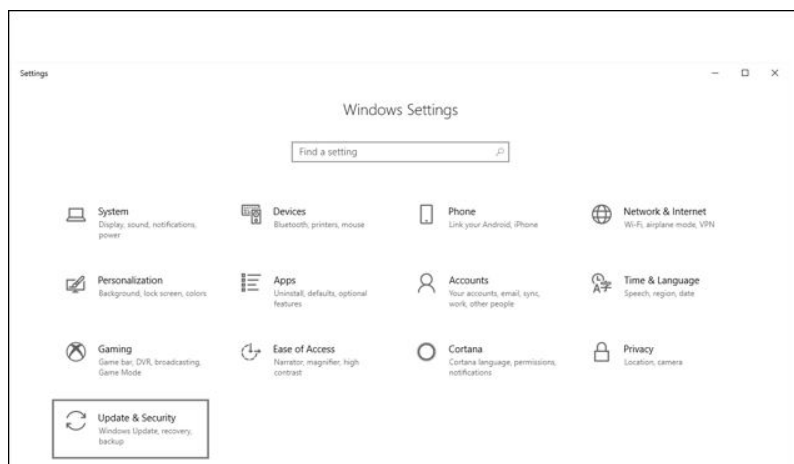 Settings
Windows Settings
Find a setting
System
Display, sound, notifications,
power
Devices
Bluetooth, printers, mouse
Phone
Link your Android, iPhone
Network & Internet
Wi-Fi, airplane mode, VPN
Personalization
Background, lock screen, colors
Apps
Uninstall, defaults, optional
features
Accounts
Your accounts, email, sync,
work, other people
Time & Language
Speech, region, date
Gaming
Game bar, DVR, broadcasting,
Game Mode
Ease of Access
Narrator, magnifier, high
contrast
Cortana
Cortana language, permissions,
notifications
Privacy
Location, camera
Update & Security
Windows Update, recovery,
backup